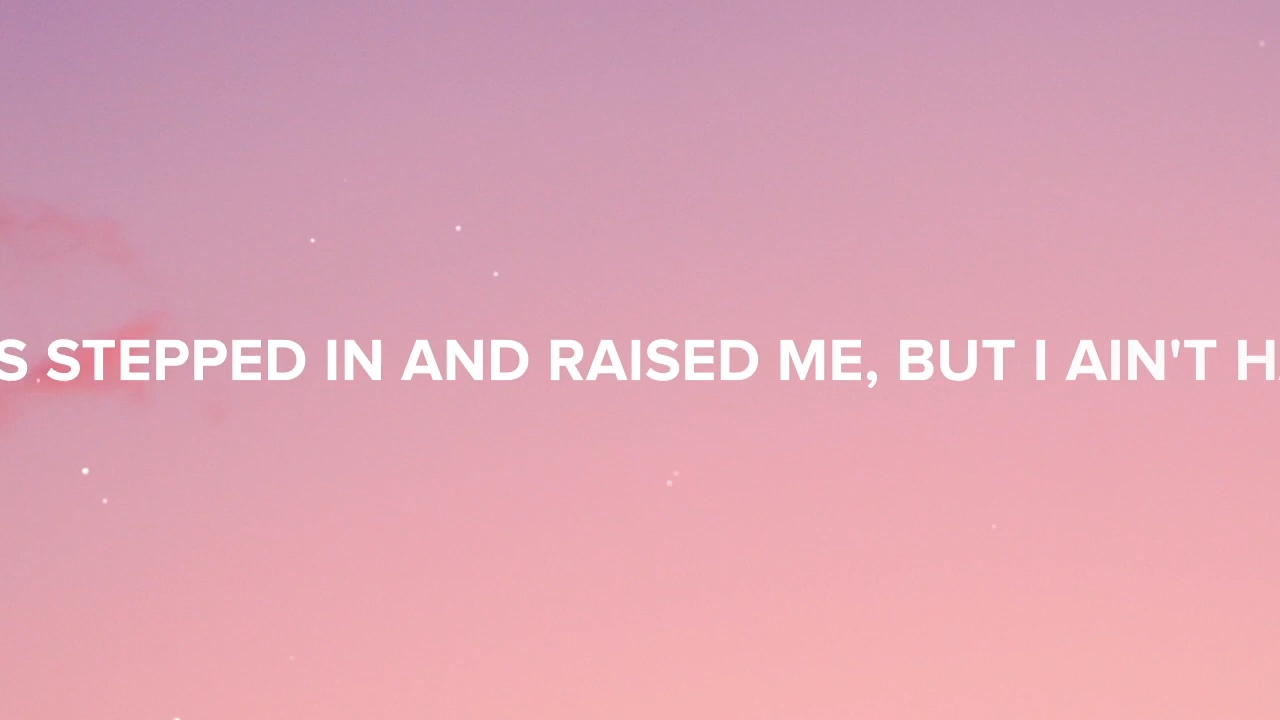 S STEPPED IN AND RAISED ME, BUT I AIN'T H